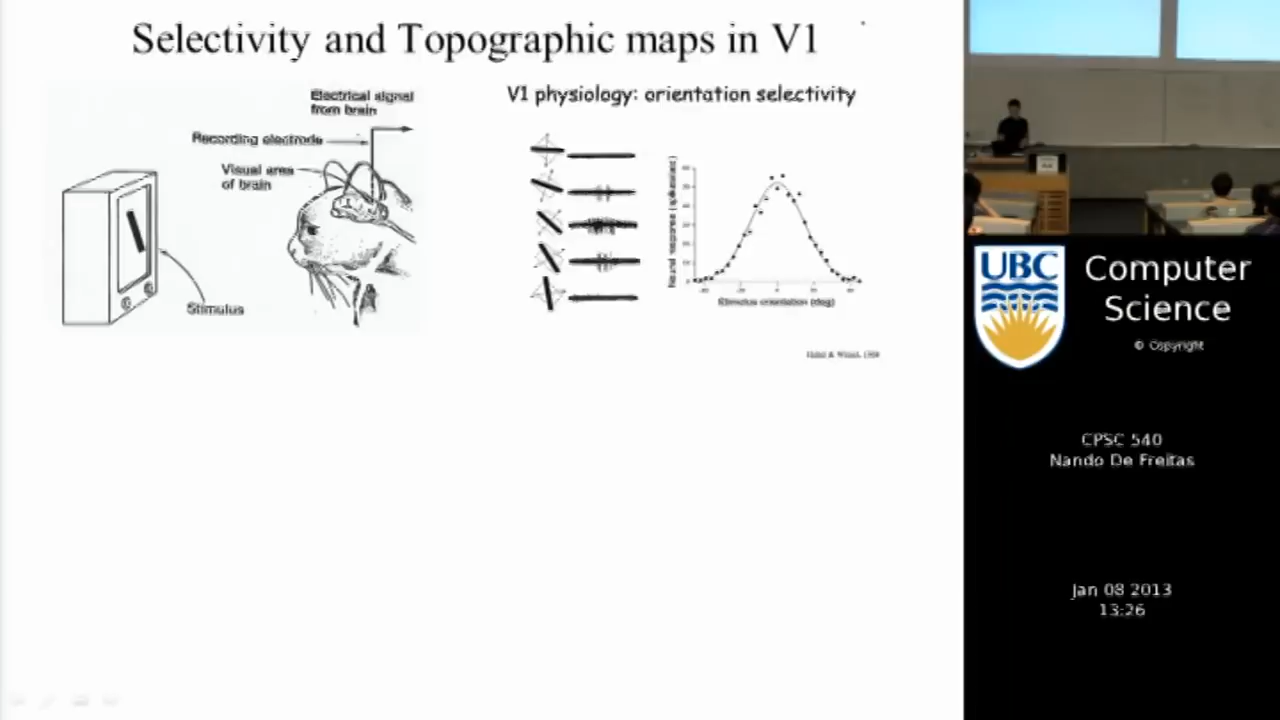 Selectivity and Topographic maps in V1
Electrical signal
from brain
Recording electrode
Visual area
of brain
Stimulus
V1 physiology: orientation selectivity
Stimulus orientation (deg)
UBC
Computer
Science
© Copyright
CPSC 540
Nando De Freitas
Jan 08 2013
13:26